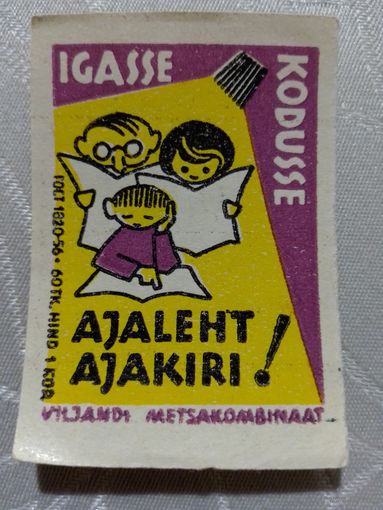 IGASSE
KODUSSE
AJALEHT
AJAKIRI!
ГОСТ 1820-56 • 60 TK. HIND 1 KOP.
VILJANDI METSAKOMBINAAT